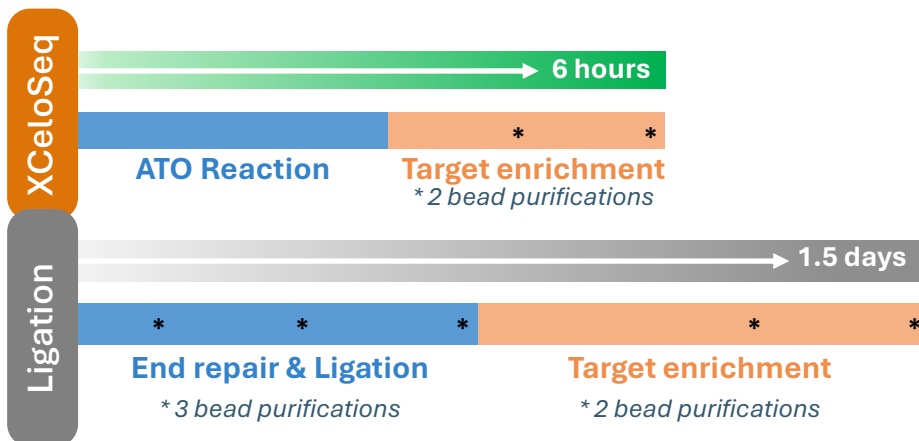 XCeloSeq
6 hours
* *
ATO Reaction Target enrichment
* 2 bead purifications
Ligation
1.5 days
* * * * *
End repair & Ligation Target enrichment
* 3 bead purifications * 2 bead purifications